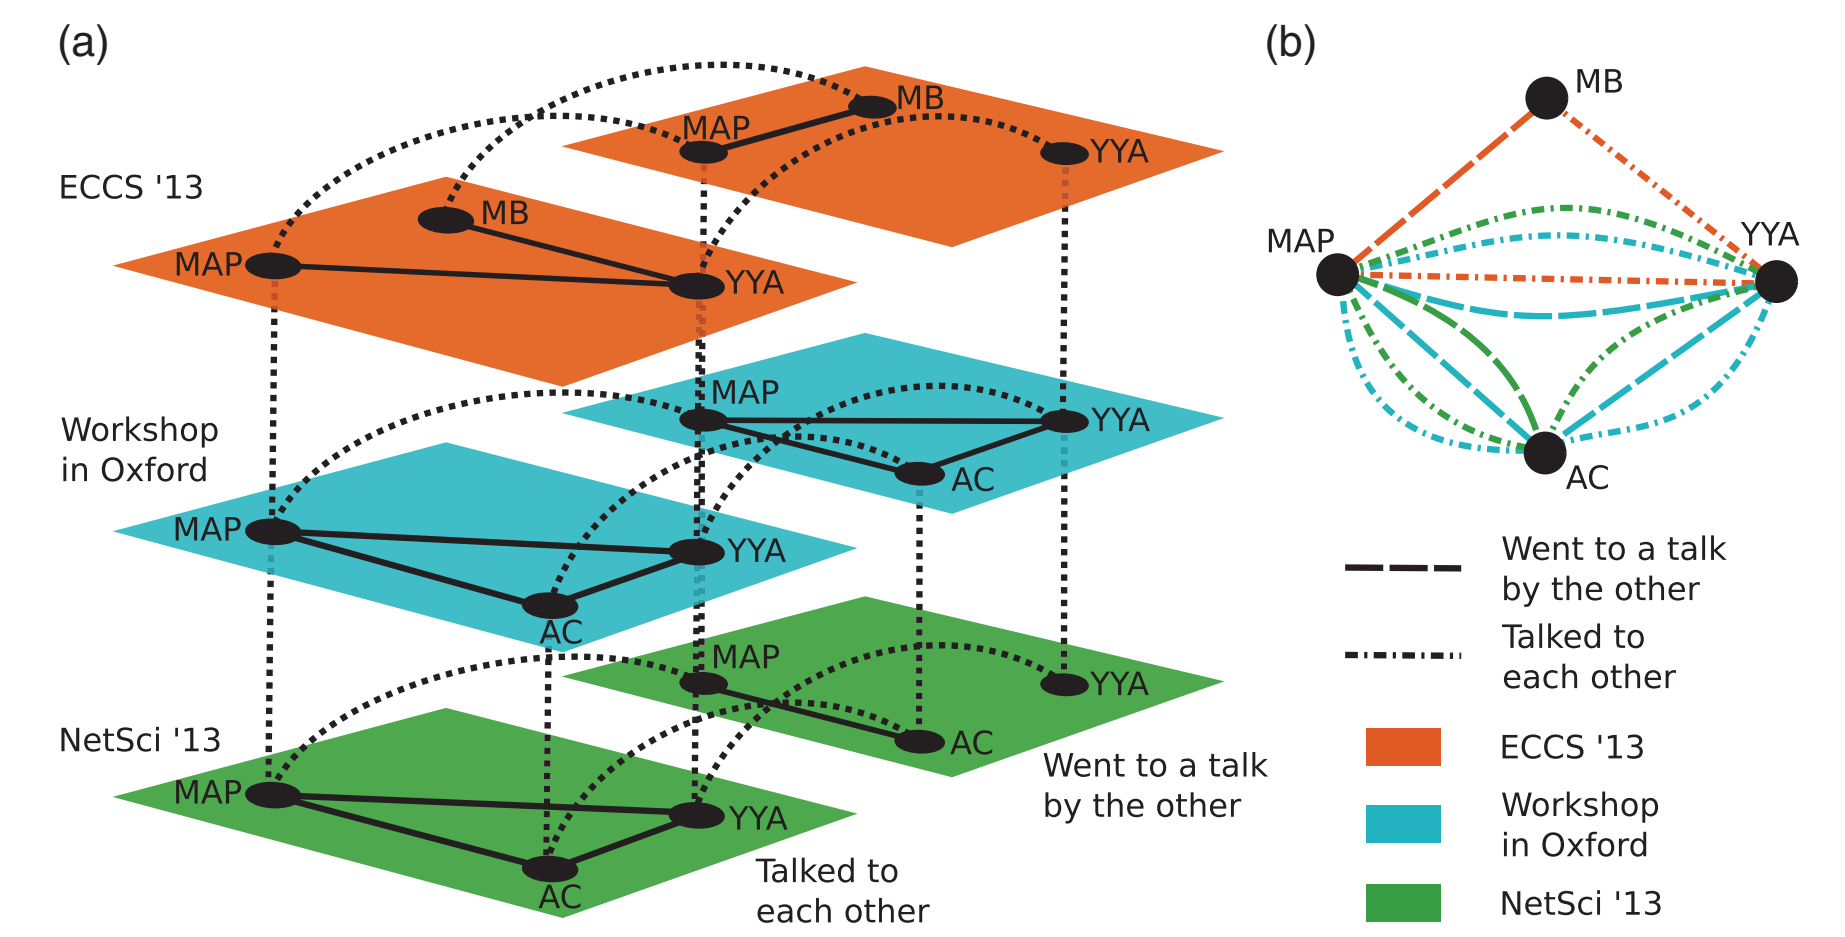 (a)
MB
MAP
YYA
ECCS '13
MB
MAP
YYA
Workshop
in Oxford
MAP
YYA
AC
MAP
YYA
AC
NetSci '13
MAP
YYA
AC
MAP
YYA
AC
Went to a talk
by the other
Talked to
each other
(b)
MB
MAP
YYA
AC
Went to a talk
by the other
Talked to
each other
ECCS '13
Workshop
in Oxford
NetSci '13